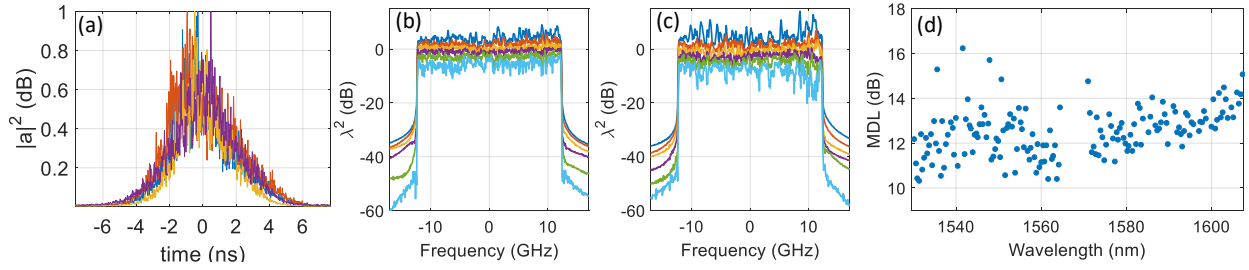 (a)
1
0.8
0.6
0.4
0.2
|a|² (dB)
-6 -4 -2 0 2 4 6
time (ns)
(b)
0
-20
-40
-60
λ² (dB)
-10 0 10
Frequency (GHz)
(c)
0
-20
-40
-60
λ² (dB)
-10 0 10
Frequency (GHz)
(d)
18
16
14
12
10
MDL (dB)
1540 1560 1580 1600
Wavelength (nm)